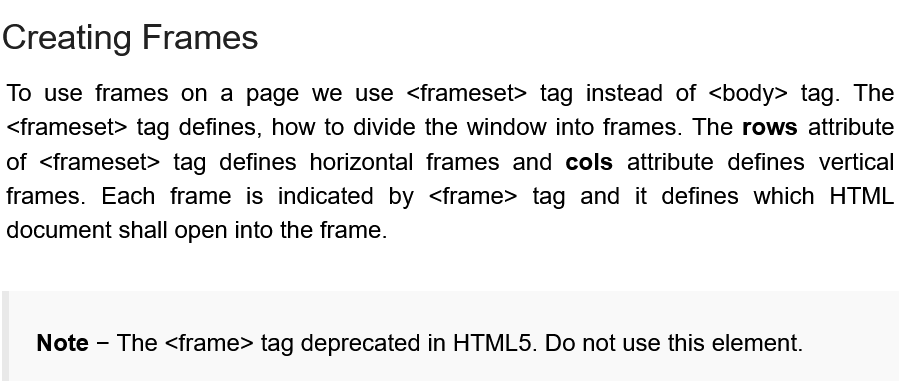 Creating Frames
To use frames on a page we use <frameset> tag instead of <body> tag. The
<frameset> tag defines, how to divide the window into frames. The rows attribute
of <frameset> tag defines horizontal frames and cols attribute defines vertical
frames. Each frame is indicated by <frame> tag and it defines which HTML
document shall open into the frame.
Note – The <frame> tag deprecated in HTML5. Do not use this element.